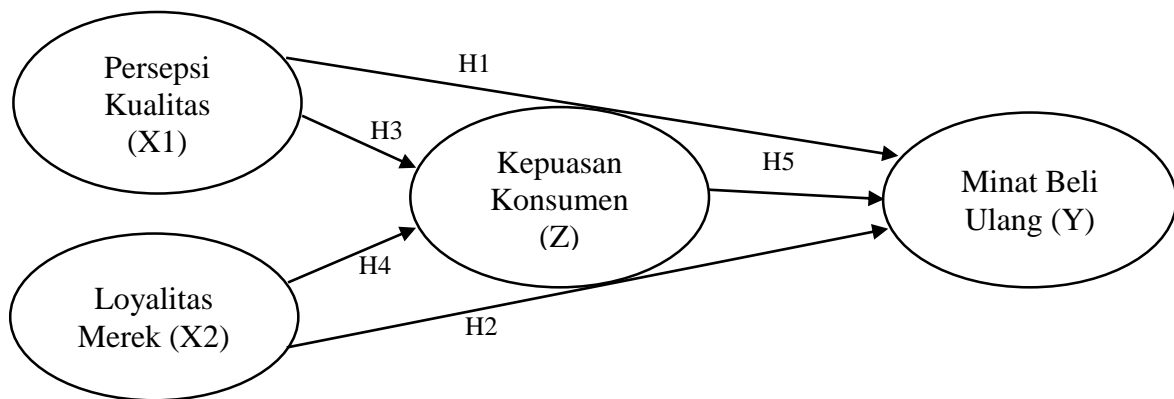 Persepsi
Kualitas
(X1)
H1
H3
Kepuasan
Konsumen
(Z)
H5
Minat Beli
Ulang (Y)
H4
Loyalitas
Merek (X2)
H2